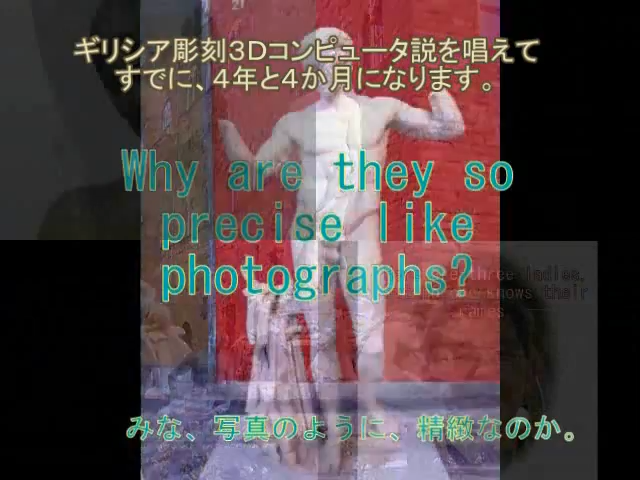 ギリシア彫刻３Ｄコンピュータ説を唱えて
すでに、４年と４か月になります。
Why are they so
precise like
photographs?
three ladies,
knows their
names
みな、写真のように、精緻なのか。